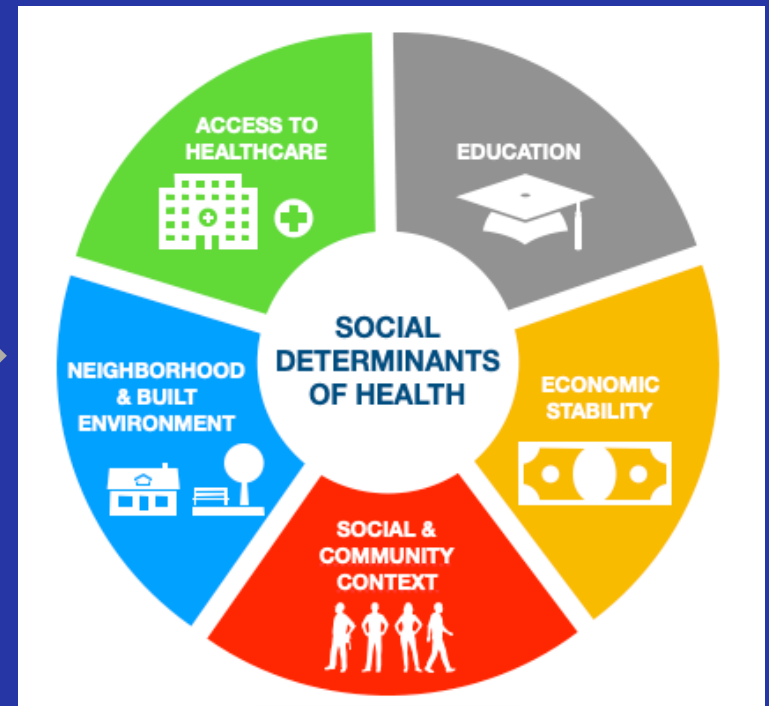 ACCESS TO
HEALTHCARE
EDUCATION
SOCIAL
DETERMINANTS
OF HEALTH
NEIGHBORHOOD
& BUILT
ENVIRONMENT
ECONOMIC
STABILITY
SOCIAL &
COMMUNITY
CONTEXT